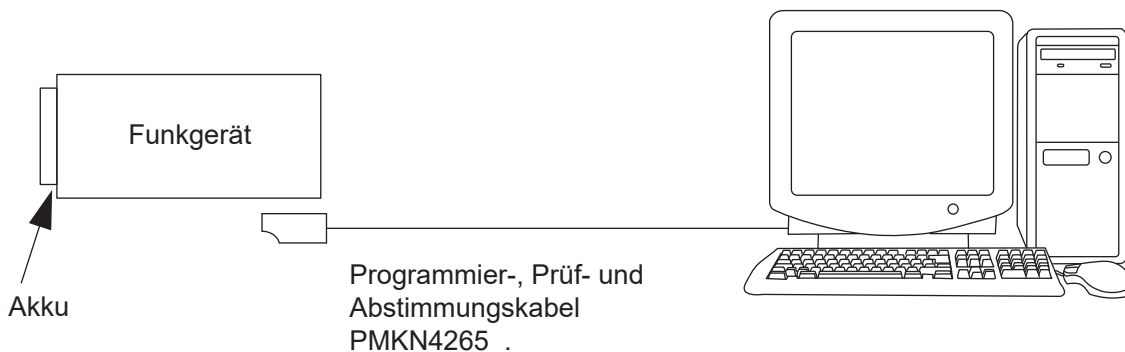 Funkgerät
Akku
Programmier-, Prüf- und
Abstimmungskabel
PMKN4265 .